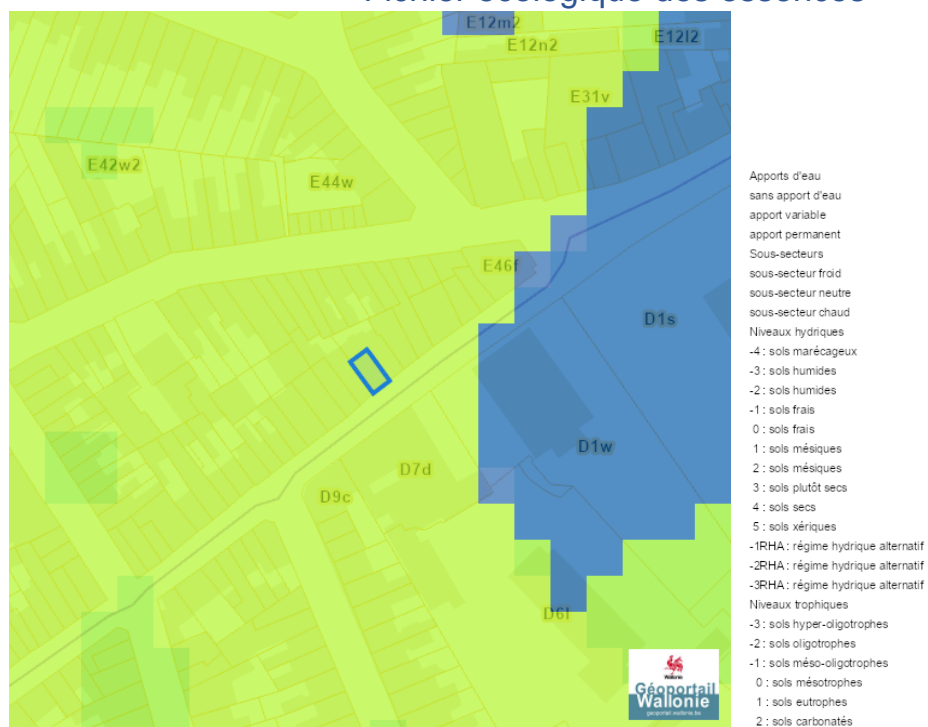 Fichier écologique des essences
E12m2
E12n2
E12l2
E31v
E42w2
E44w
E46f
D1s
D1w
D7d
D9c
D6l
Apports d'eau
sans apport d'eau
apport variable
apport permanent
Sous-secteurs
sous-secteur froid
sous-secteur neutre
sous-secteur chaud
Niveaux hydriques
-4 : sols marécageux
-3 : sols humides
-2 : sols humides
-1 : sols frais
0 : sols frais
1 : sols mésiques
2 : sols mésiques
3 : sols plutôt secs
4 : sols secs
5 : sols xériques
-1RHA : régime hydrique alternatif
-2RHA : régime hydrique alternatif
-3RHA : régime hydrique alternatif
Niveaux trophiques
-3 : sols hyper-oligotrophes
-2 : sols oligotrophes
-1 : sols méso-oligotrophes
0 : sols mésotrophes
1 : sols eutrophes
2 : sols carbonatés
Wallonie
Géoportail
Wallonie
geoportail.wallonie.be